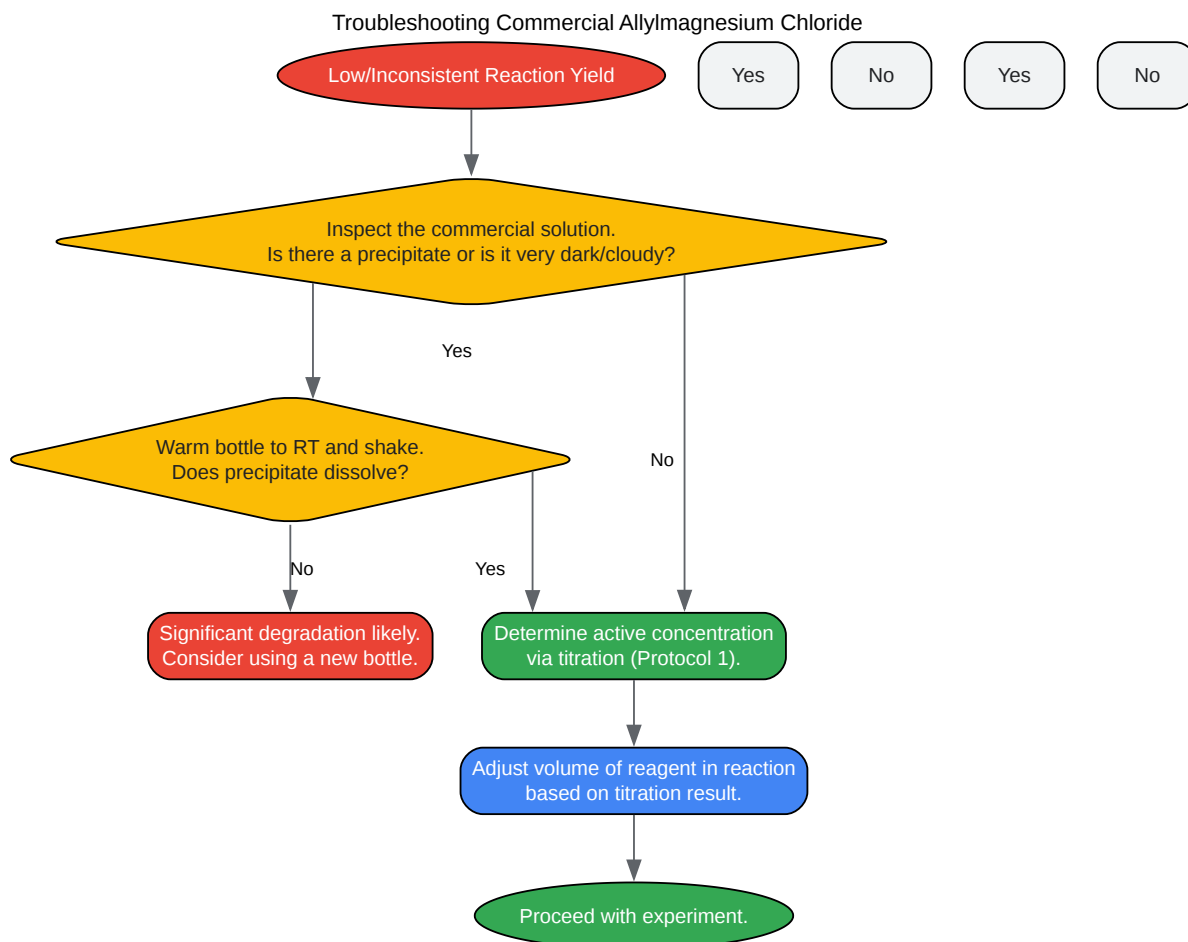 Troubleshooting Commercial Allylmagnesium Chloride
Low/Inconsistent Reaction Yield
Yes
No
Yes
No
Inspect the commercial solution.
Is there a precipitate or is it very dark/cloudy?
Yes
Warm bottle to RT and shake.
Does precipitate dissolve?
No
No
Yes
Significant degradation likely.
Consider using a new bottle.
Determine active concentration
via titration (Protocol 1).
Adjust volume of reagent in reaction
based on titration result.
Proceed with experiment.